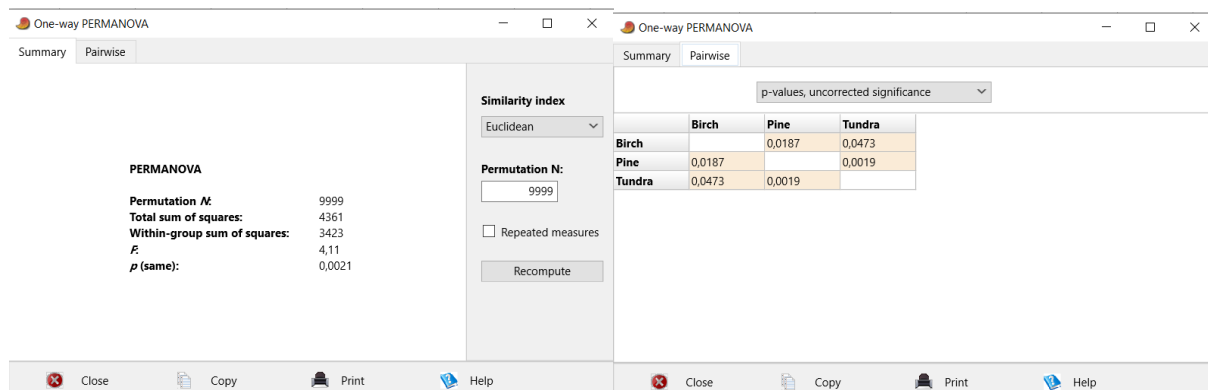 One-way PERMANOVA
Summary Pairwise
Similarity index
Euclidean
PERMANOVA
Permutation N:
9999
Permutation N: 9999
Total sum of squares: 4361
Within-group sum of squares: 3423
F: 4,11
p (same): 0,0021
Repeated measures
Recompute
Close Copy Print Help
One-way PERMANOVA
Summary Pairwise
p-values, uncorrected significance
Birch Pine Tundra
Birch 0,0187 0,0473
Pine 0,0187 0,0019
Tundra 0,0473 0,0019
Close Copy Print Help